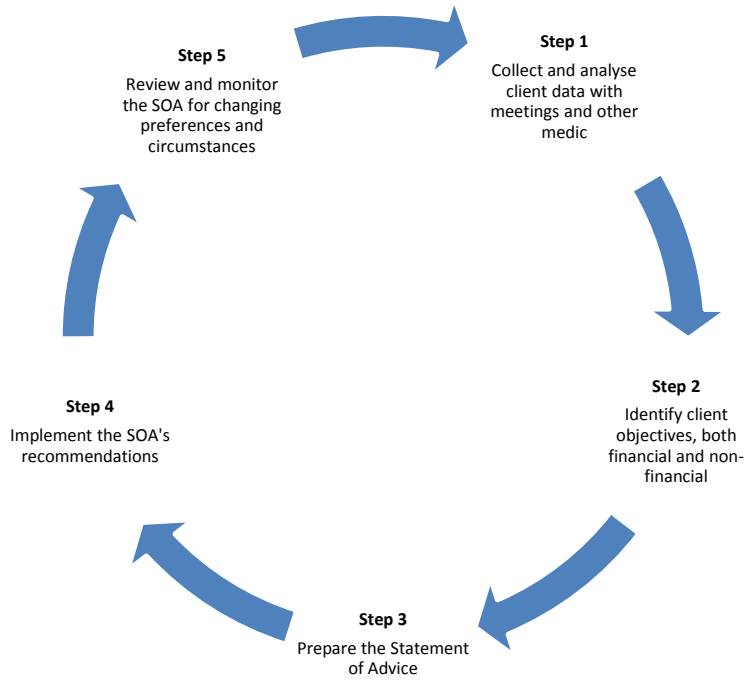 Step 1
Collect and analyse
client data with
meetings and other
medic
Step 2
Identify client
objectives, both
financial and non-
financial
Step 3
Prepare the Statement
of Advice
Step 4
Implement the SOA's
recommendations
Step 5
Review and monitor
the SOA for changing
preferences and
circumstances